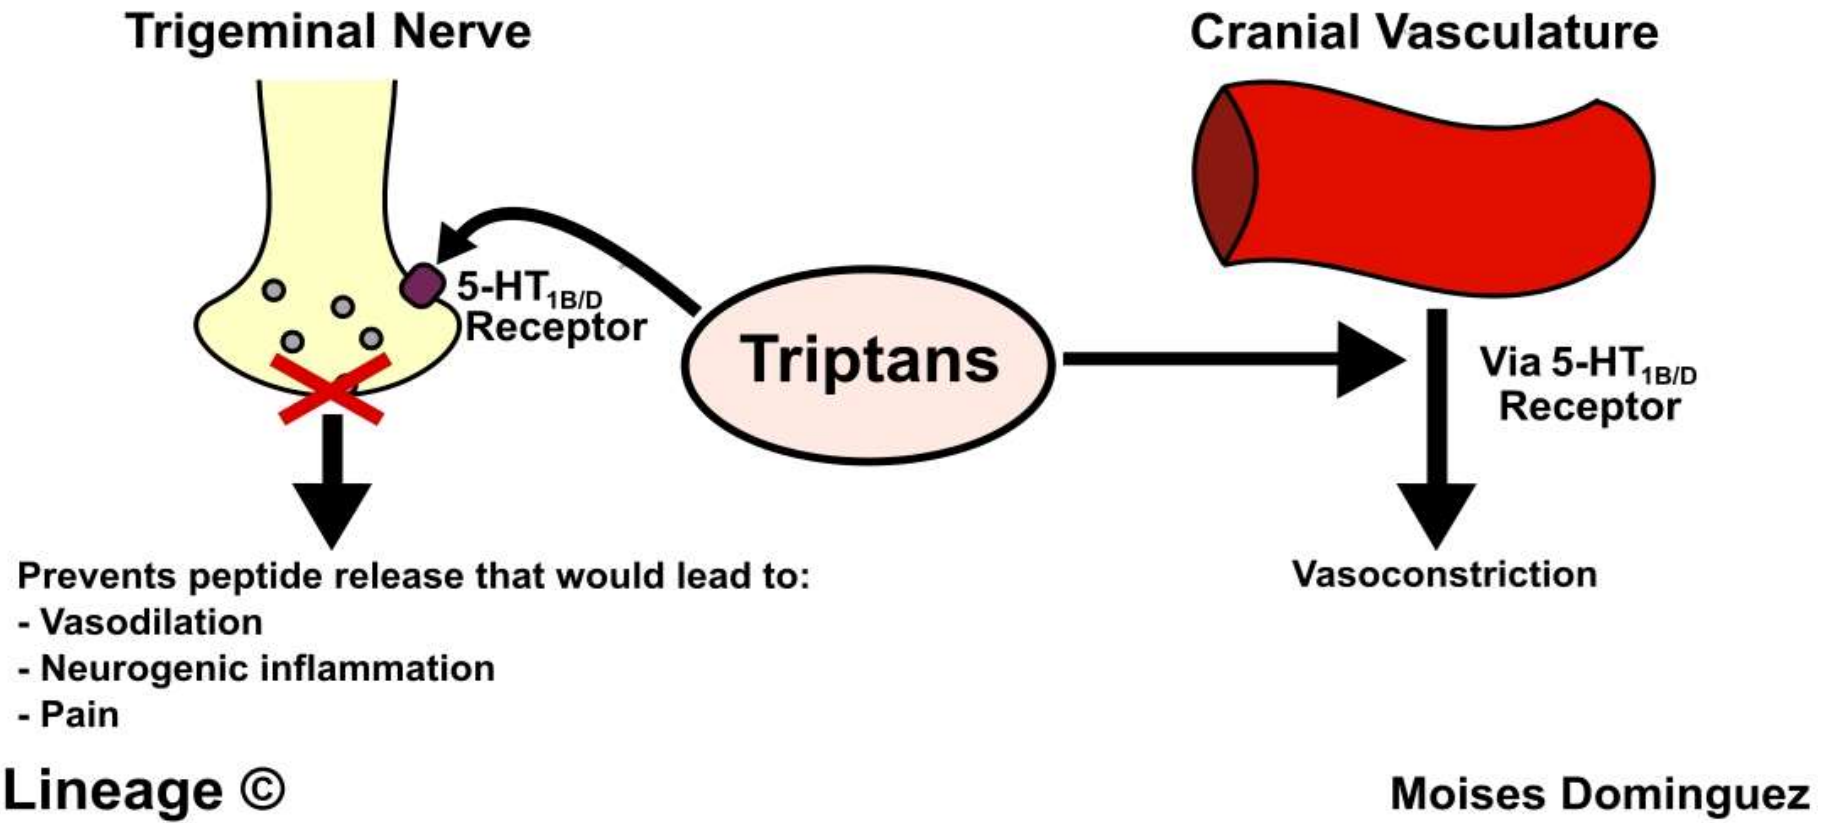 Trigeminal Nerve
Cranial Vasculature
5-HT1B/D
Receptor
Triptans
Via 5-HT1B/D
Receptor
Prevents peptide release that would lead to:
- Vasodilation
- Neurogenic inflammation
- Pain
Vasoconstriction
Lineage ©
Moises Dominguez